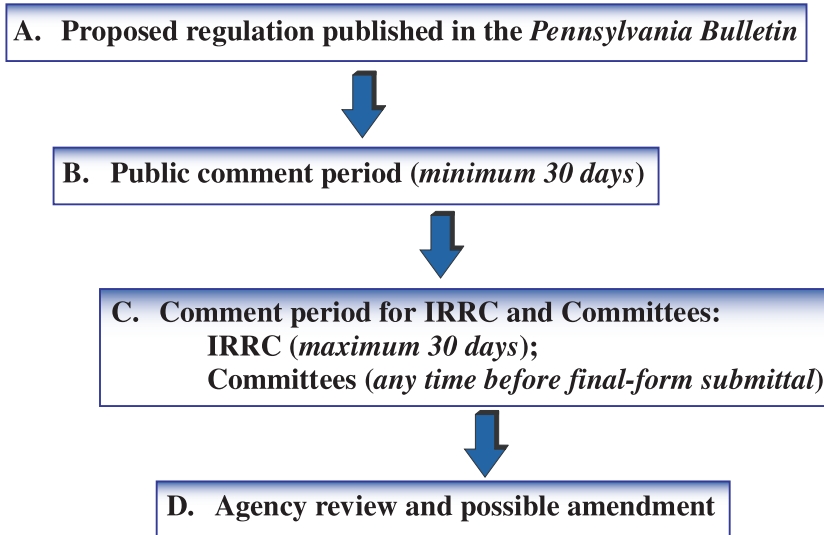 A. Proposed regulation published in the Pennsylvania Bulletin
B. Public comment period (minimum 30 days)
C. Comment period for IRRC and Committees:
IRRC (maximum 30 days);
Committees (any time before final-form submittal)
D. Agency review and possible amendment